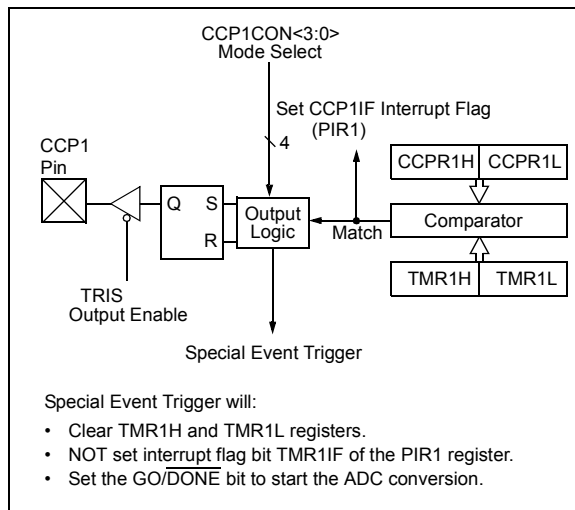 CCP1CON<3:0>
Mode Select
Set CCP1IF Interrupt Flag
(PIR1)
4
CCP1
Pin
CCPR1H CCPR1L
Q S
R
Output
Logic
Match
Comparator
TRIS
Output Enable
TMR1H TMR1L
Special Event Trigger
Special Event Trigger will:
• Clear TMR1H and TMR1L registers.
• NOT set interrupt flag bit TMR1IF of the PIR1 register.
• Set the GO/D̅O̅N̅E̅ bit to start the ADC conversion.